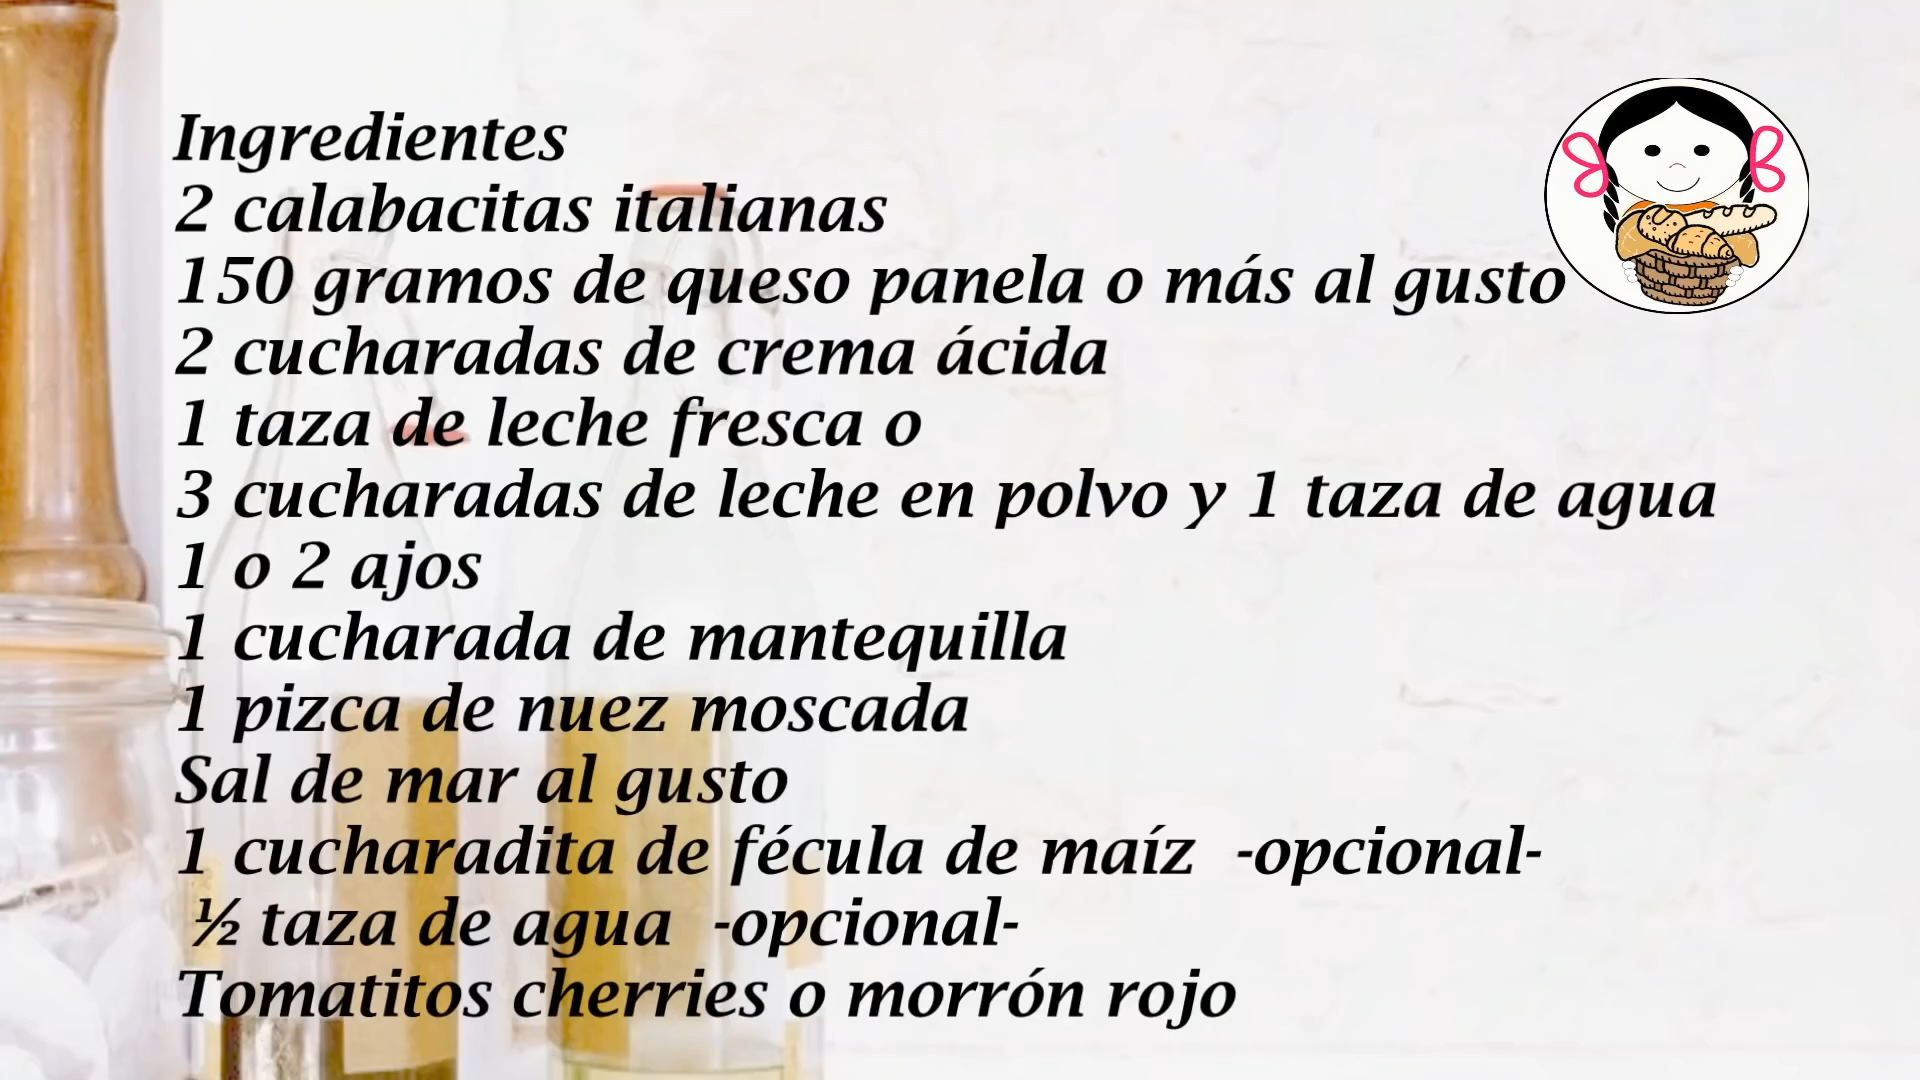 Ingredientes
2 calabacitas italianas
150 gramos de queso panela o más al gusto
2 cucharadas de crema ácida
1 taza de leche fresca o
3 cucharadas de leche en polvo y 1 taza de agua
1 o 2 ajos
1 cucharada de mantequilla
1 pizca de nuez moscada
Sal de mar al gusto
1 cucharadita de fécula de maíz  -opcional-
½ taza de agua  -opcional-
Tomatitos cherries o morrón rojo